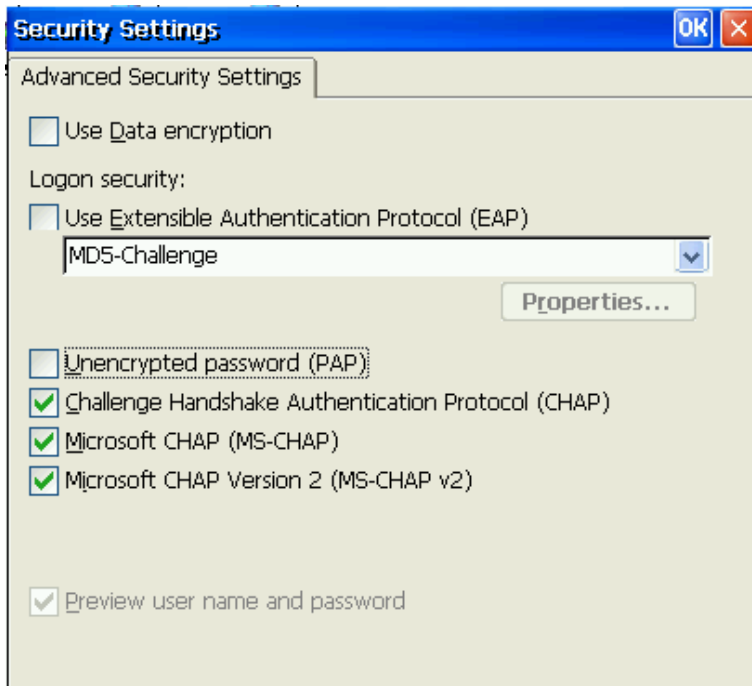 Security Settings OK
Advanced Security Settings
Use Data encryption
Logon security:
Use Extensible Authentication Protocol (EAP)
MD5-Challenge
Properties...
Unencrypted password (PAP)
Challenge Handshake Authentication Protocol (CHAP)
Microsoft CHAP (MS-CHAP)
Microsoft CHAP Version 2 (MS-CHAP v2)
Preview user name and password